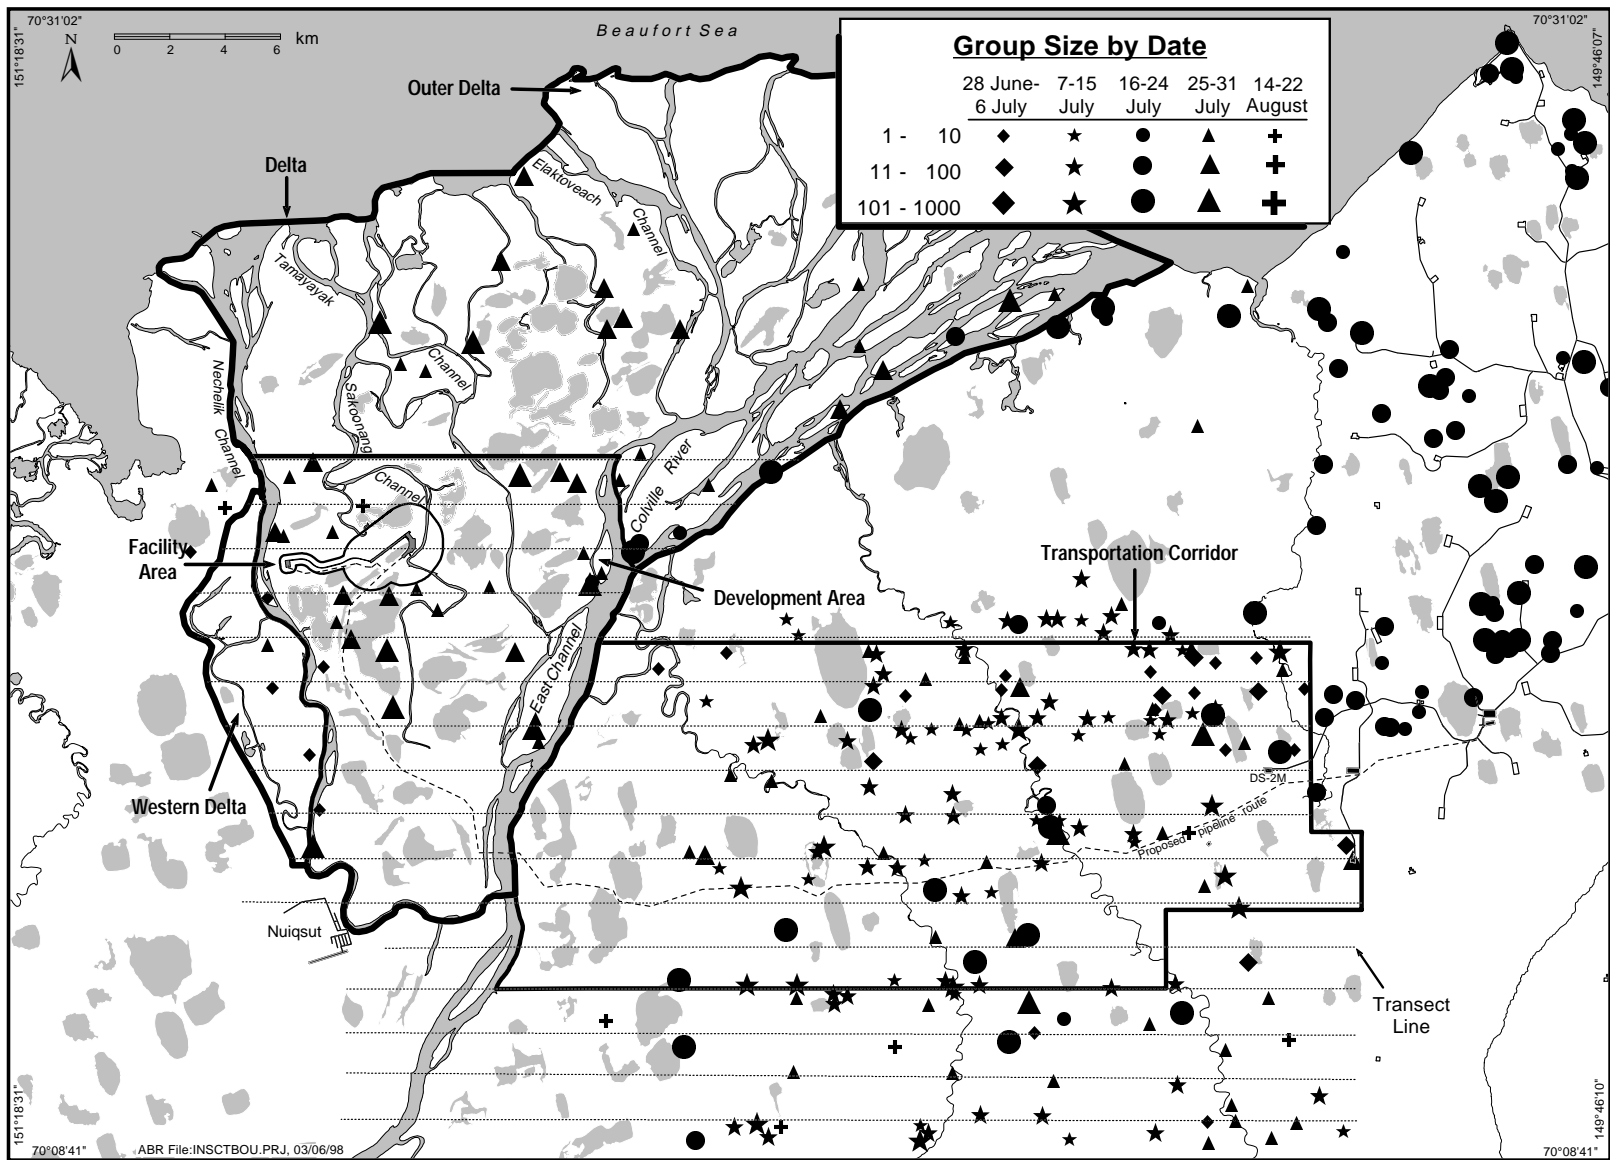 70°31'02"
70°31'02"
151°18'31"
149°46'07"
N
0 2 4 6 km
Beaufort Sea
Group Size by Date
28 June-
6 July
7-15
July
16-24
July
25-31
July
14-22
August
1 - 10
11 - 100
101 - 1000
Outer Delta
Delta
Elaktoveach
Channel
Tamayayak
Channel
Nechelik Channel
Sakoonang
Channel
Colville River
Facility
Area
Transportation Corridor
Development Area
East Channel
Western Delta
DS-2M
Proposed pipeline route
Nuiqsut
Transect
Line
151°18'31"
149°46'10"
70°08'41"
ABR File:INSCTBOU.PRJ, 03/06/98
70°08'41"